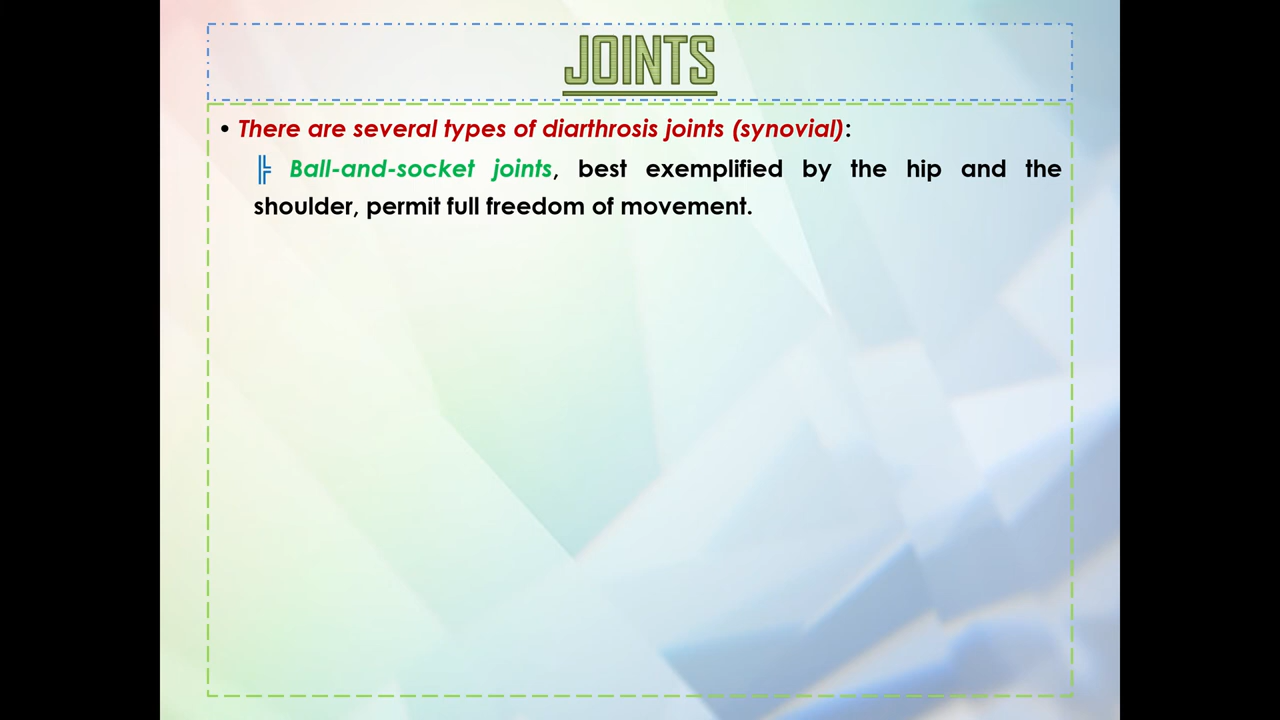 JOINTS
• There are several types of diarthrosis joints (synovial):
╠ Ball-and-socket joints, best exemplified by the hip and the
shoulder, permit full freedom of movement.